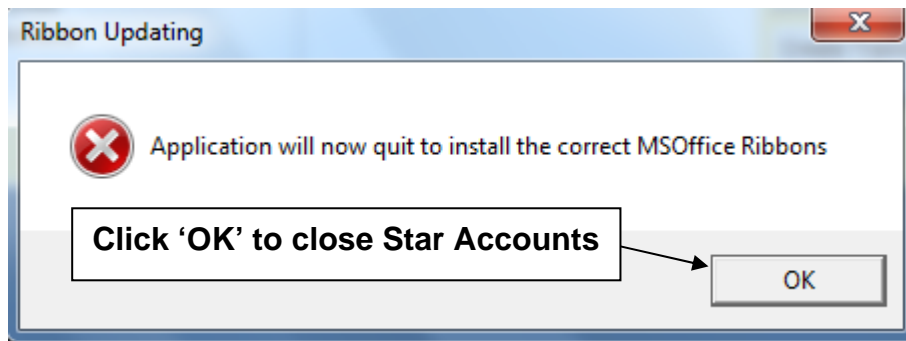 Ribbon Updating
Application will now quit to install the correct MSOffice Ribbons
Click ‘OK’ to close Star Accounts
OK